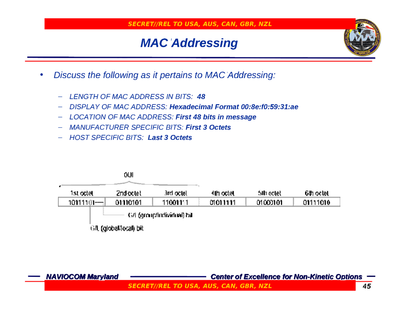 SECRET//REL TO USA, AUS, CAN, GBR, NZL
MAC Addressing
• Discuss the following as it pertains to MAC Addressing:
– LENGTH OF MAC ADDRESS IN BITS: 48
– DISPLAY OF MAC ADDRESS: Hexadecimal Format 00:8e:f0:59:31:ae
– LOCATION OF MAC ADDRESS: First 48 bits in message
– MANUFACTURER SPECIFIC BITS: First 3 Octets
– HOST SPECIFIC BITS: Last 3 Octets
OUI
1st octet 2nd octet 3rd octet 4th octet 5th octet 6th octet
01110101 01011111 01000101
G/I (group/individual) bit
G/L (global/local) bit
NAVIOCOM Maryland Center of Excellence for Non-Kinetic Options
SECRET//REL TO USA, AUS, CAN, GBR, NZL 45